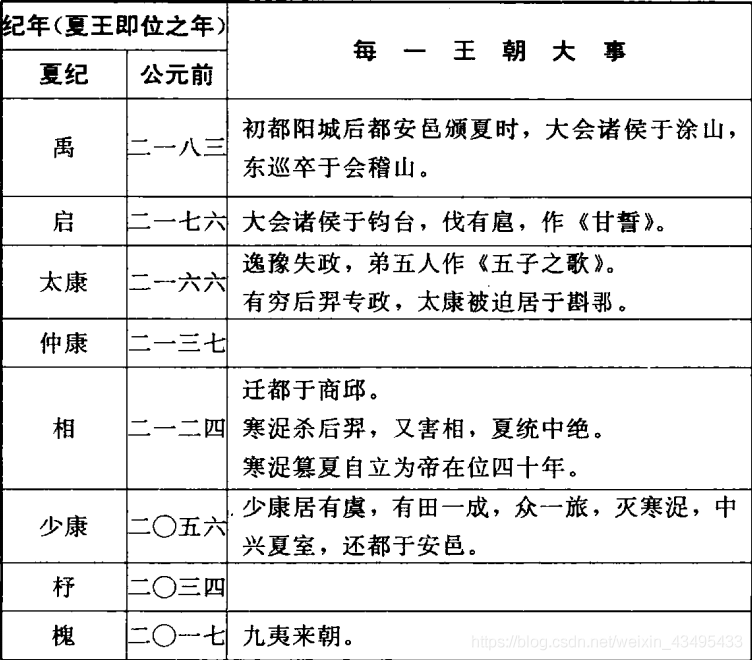 纪年(夏王即位之年)
每一王朝大事
夏纪
公元前
禹
二一八三
初都阳城后都安邑颁夏时，大会诸侯于涂山，
东巡卒于会稽山。
启
二一七六
大会诸侯于钧台，伐有扈，作《甘誓》。
太康
二一六六
逸豫失政，弟五人作《五子之歌》。
有穷后羿专政，太康被迫居于斟鄩。
仲康
二一三七
相
二一二四
迁都于商邱。
寒浞杀后羿，又害相，夏统中绝。
寒浞篡夏自立为帝在位四十年。
少康
二〇五六
少康居有虞，有田一成，众一旅，灭寒浞，中
兴夏室，还都于安邑。
杼
二〇三四
槐
二〇一七
九夷来朝。
https://blog.csdn.net/weixin_43495433